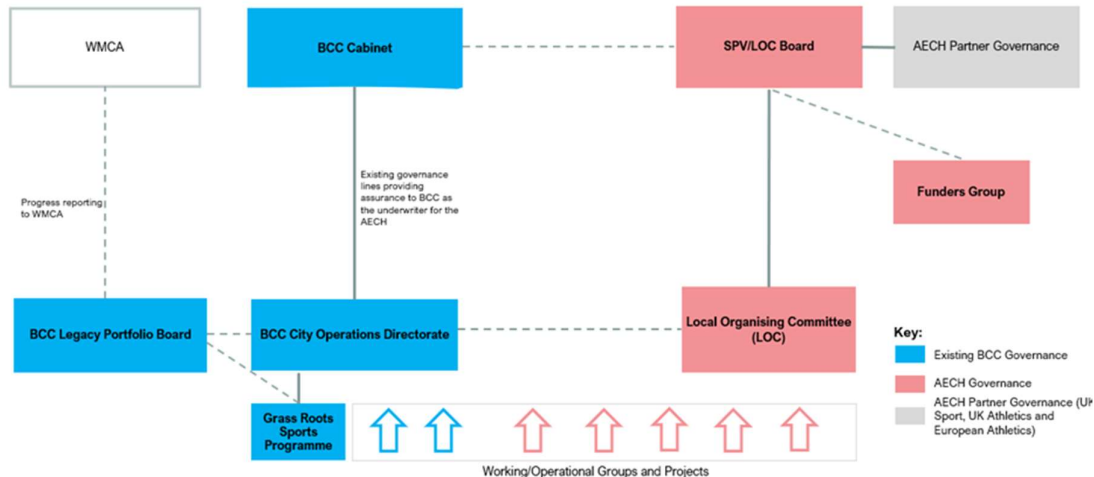 WMCA
BCC Cabinet
SPV/LOC Board
AECH Partner Governance
Existing governance
lines providing
assurance to BCC as
the underwriter for the
AECH
Progress reporting
to WMCA
Funders Group
BCC Legacy Portfolio Board
BCC City Operations Directorate
Local Organising Committee
(LOC)
Grass Roots
Sports
Programme
Working/Operational Groups and Projects
Key:
Existing BCC Governance
AECH Governance
AECH Partner Governance (UK
Sport, UK Athletics and
European Athletics)